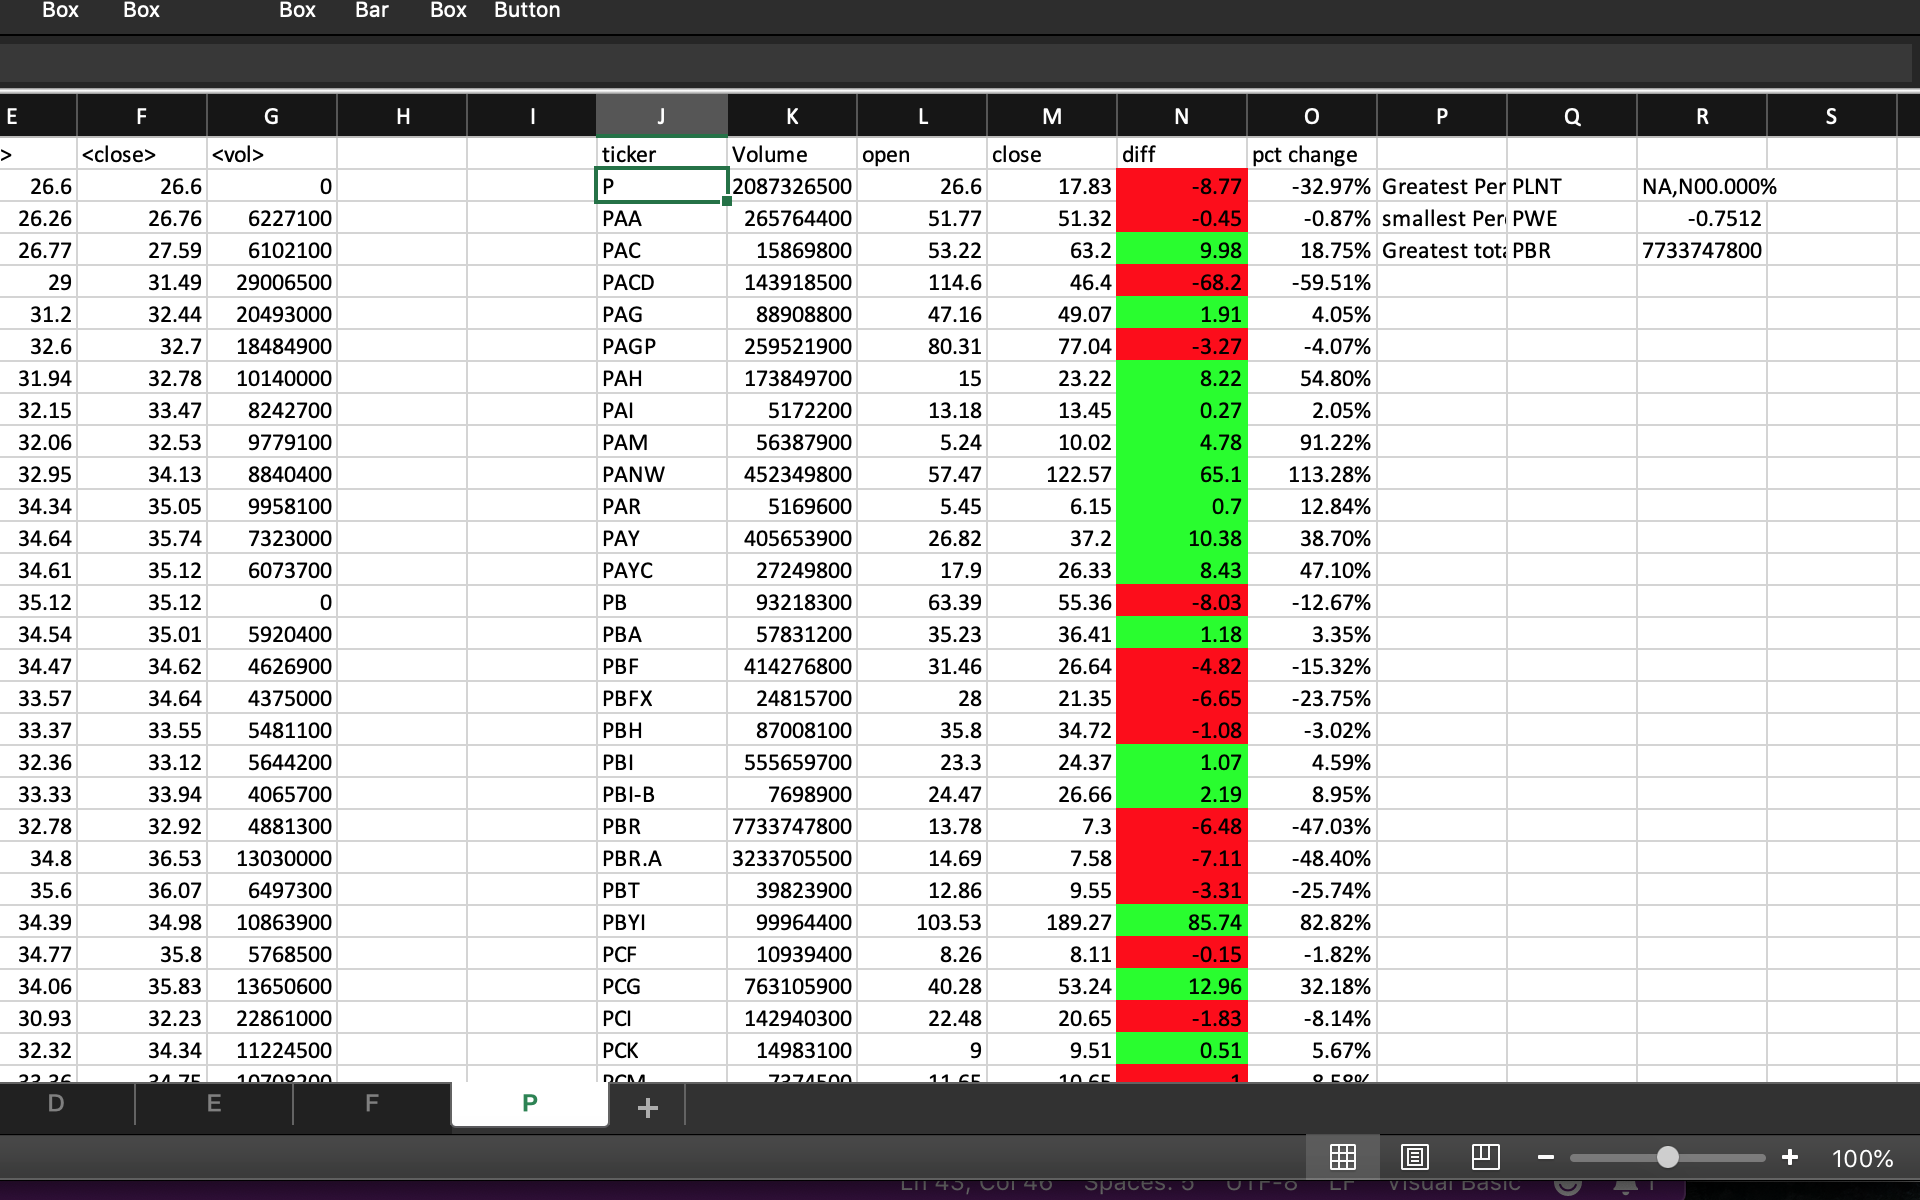 Box Box Box Bar Box Button
E F G H I J K L M N O P Q R S
> <close> <vol> ticker Volume open close diff pct change
26.6 26.6 0 P 2087326500 26.6 17.83 -8.77 -32.97% Greatest Per PLNT NA,N00.000%
26.26 26.76 6227100 PAA 265764400 51.77 51.32 -0.45 -0.87% smallest Per PWE -0.7512
26.77 27.59 6102100 PAC 15869800 53.22 63.2 9.98 18.75% Greatest tota PBR 7733747800
29 31.49 29006500 PACD 143918500 114.6 46.4 -68.2 -59.51%
31.2 32.44 20493000 PAG 88908800 47.16 49.07 1.91 4.05%
32.6 32.7 18484900 PAGP 259521900 80.31 77.04 -3.27 -4.07%
31.94 32.78 10140000 PAH 173849700 15 23.22 8.22 54.80%
32.15 33.47 8242700 PAI 5172200 13.18 13.45 0.27 2.05%
32.06 32.53 9779100 PAM 56387900 5.24 10.02 4.78 91.22%
32.95 34.13 8840400 PANW 452349800 57.47 122.57 65.1 113.28%
34.34 35.05 9958100 PAR 5169600 5.45 6.15 0.7 12.84%
34.64 35.74 7323000 PAY 405653900 26.82 37.2 10.38 38.70%
34.61 35.12 6073700 PAYC 27249800 17.9 26.33 8.43 47.10%
35.12 35.12 0 PB 93218300 63.39 55.36 -8.03 -12.67%
34.54 35.01 5920400 PBA 57831200 35.23 36.41 1.18 3.35%
34.47 34.62 4626900 PBF 414276800 31.46 26.64 -4.82 -15.32%
33.57 34.64 4375000 PBFX 24815700 28 21.35 -6.65 -23.75%
33.37 33.55 5481100 PBH 87008100 35.8 34.72 -1.08 -3.02%
32.36 33.12 5644200 PBI 555659700 23.3 24.37 1.07 4.59%
33.33 33.94 4065700 PBI-B 7698900 24.47 26.66 2.19 8.95%
32.78 32.92 4881300 PBR 7733747800 13.78 7.3 -6.48 -47.03%
34.8 36.53 13030000 PBR.A 3233705500 14.69 7.58 -7.11 -48.40%
35.6 36.07 6497300 PBT 39823900 12.86 9.55 -3.31 -25.74%
34.39 34.98 10863900 PBYI 99964400 103.53 189.27 85.74 82.82%
34.77 35.8 5768500 PCF 10939400 8.26 8.11 -0.15 -1.82%
34.06 35.83 13650600 PCG 763105900 40.28 53.24 12.96 32.18%
30.93 32.23 22861000 PCI 142940300 22.48 20.65 -1.83 -8.14%
32.32 34.34 11224500 PCK 14983100 9 9.51 0.51 5.67%
D E F P +
100%
Ln 43, Col 46 Spaces: 5 UTF-8 LF Visual Basic 1